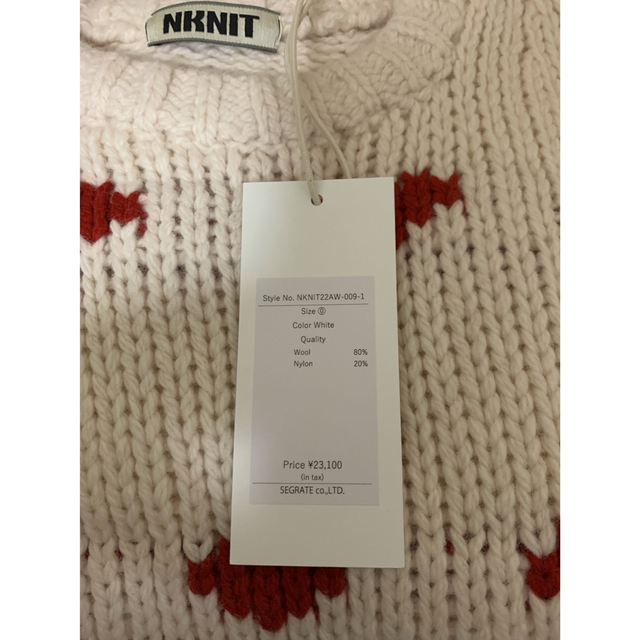 NKNIT
Style No. NKNIT22AW-009-1
Size ⓪
Color White
Quality
Wool 80%
Nylon 20%
Price ¥23,100
(in tax)
SEGRATE co.,LTD.